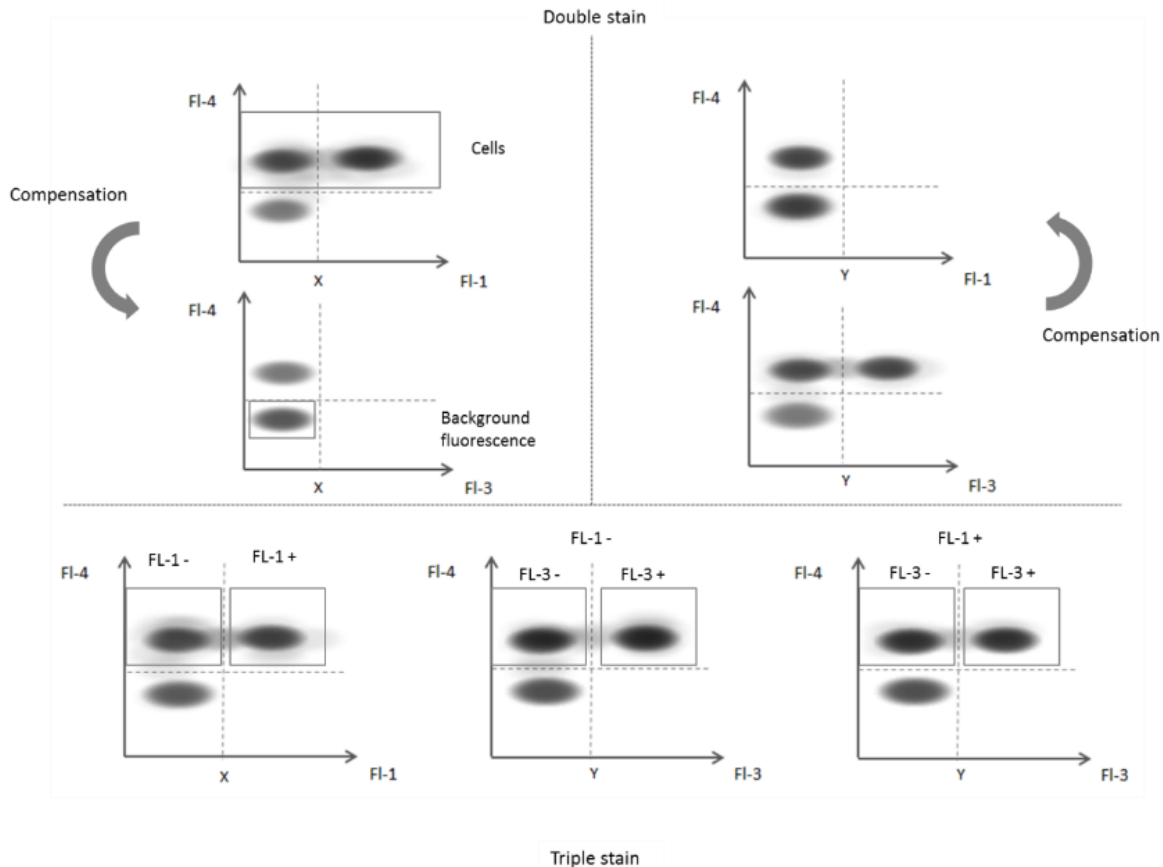 Double stain
Fl-4
Cells
X
Fl-1
Compensation
Fl-4
Background
fluorescence
X
Fl-3
Fl-4
Y
Fl-1
Compensation
Fl-4
Y
Fl-3
FL-1 -
FL-1 +
Fl-4
X
Fl-1
FL-1 -
FL-3 -
FL-3 +
Fl-4
Y
Fl-3
FL-1 +
FL-3 -
FL-3 +
Fl-4
Y
Fl-3
Triple stain